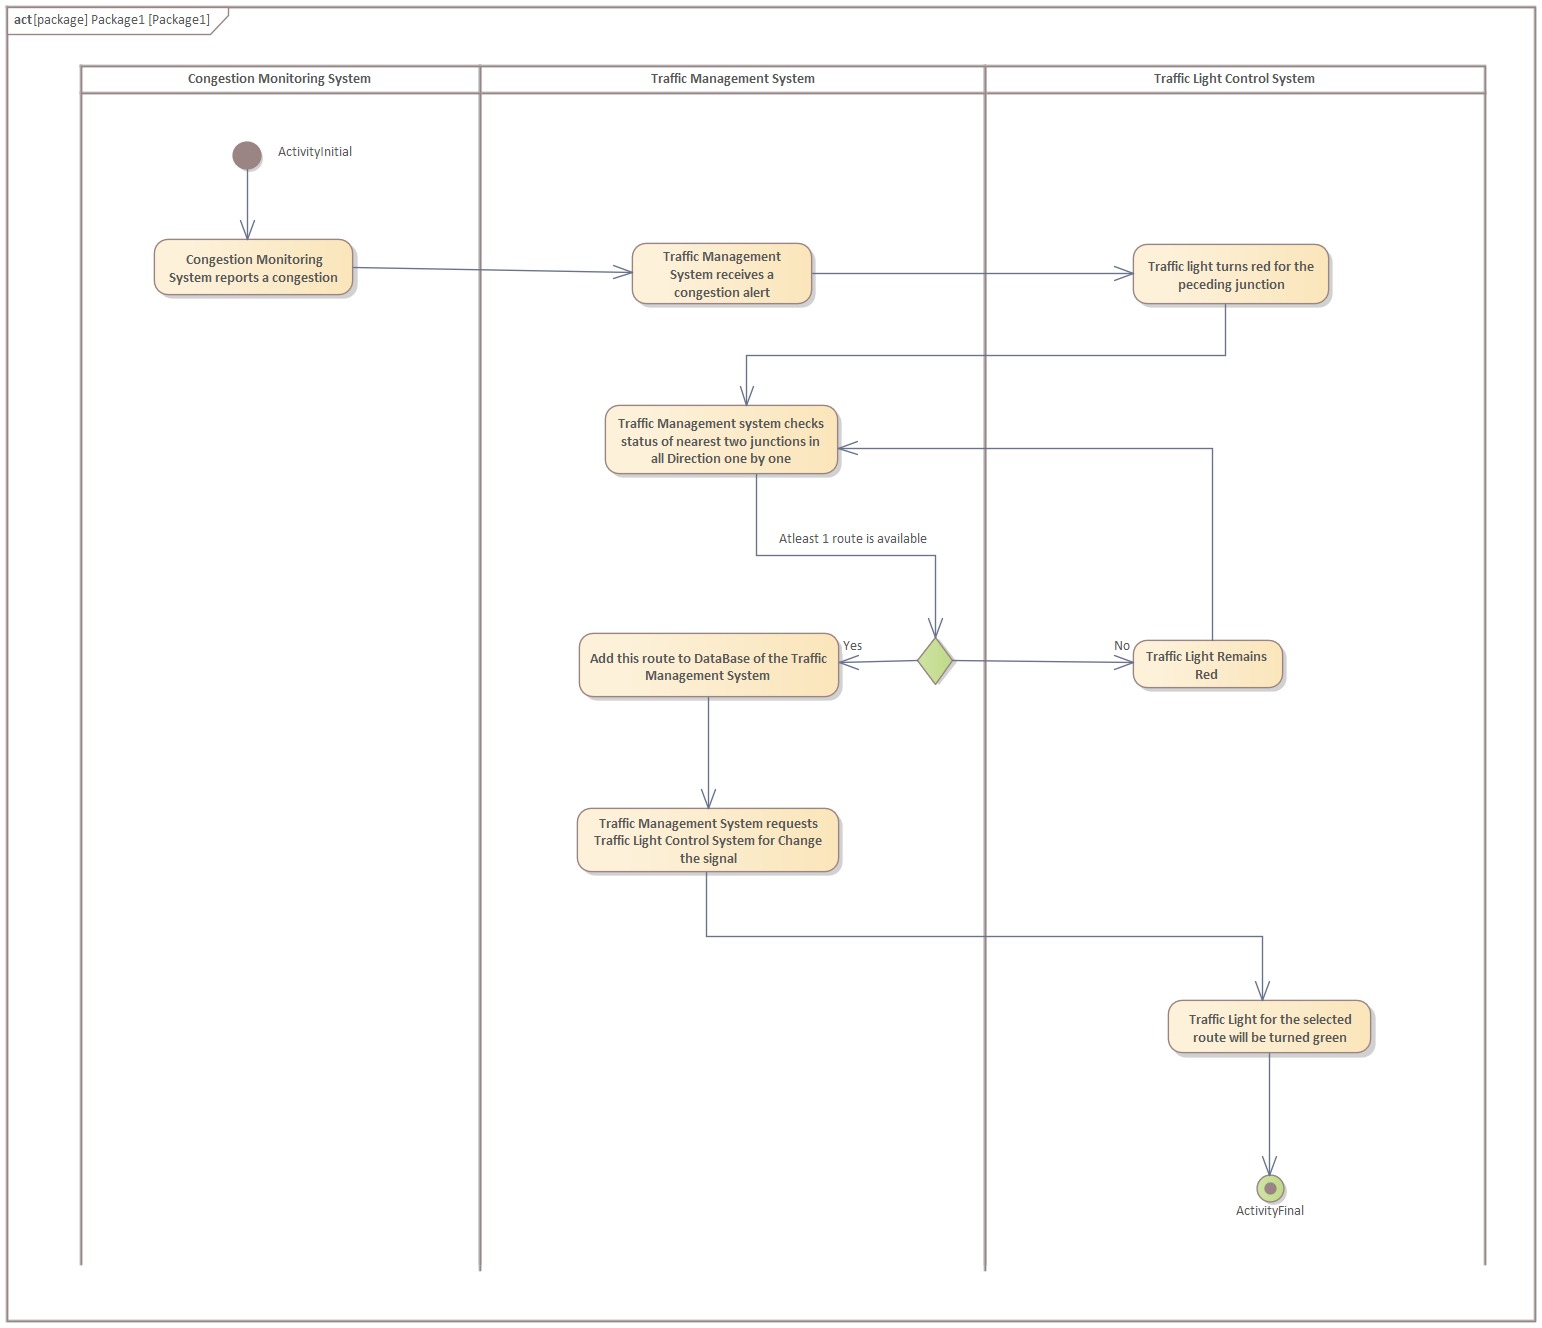 act [package] Package1 [Package1]
Congestion Monitoring System
Traffic Management System
Traffic Light Control System
ActivityInitial
Congestion Monitoring
System reports a congestion
Traffic Management
System receives a
congestion alert
Traffic light turns red for the
peceding junction
Traffic Management system checks
status of nearest two junctions in
all Direction one by one
Atleast 1 route is available
Yes
No
Add this route to DataBase of the Traffic
Management System
Traffic Light Remains
Red
Traffic Management System requests
Traffic Light Control System for Change
the signal
Traffic Light for the selected
route will be turned green
ActivityFinal